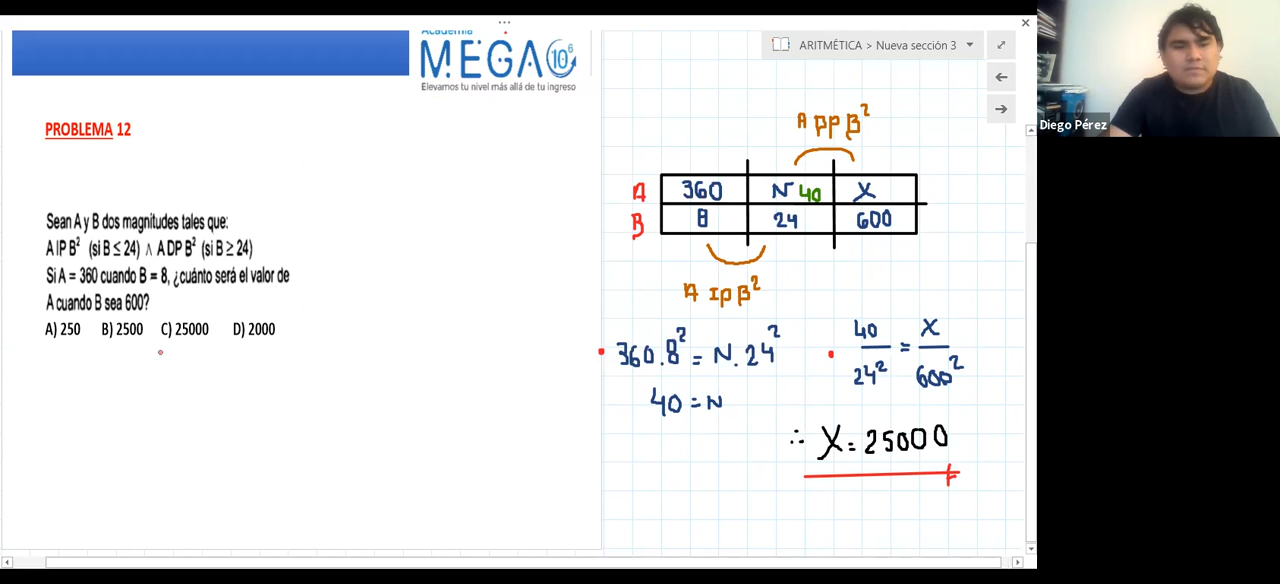 Academia
MEGA 10⁶
Elevamos tu nivel más allá de tu ingreso
ARITMÉTICA > Nueva sección 3
Diego Pérez
PROBLEMA 12
Sean A y B dos magnitudes tales que:
A IP B² (si B ≤ 24) ∧ A DP B² (si B ≥ 24)
Si A = 360 cuando B = 8, ¿cuánto será el valor de
A cuando B sea 600?
A) 250 B) 2500 C) 25000 D) 2000
A DP B²
A 360 N 40 X
B 8 24 600
A IP B²
360.8² = N.24²
40 = N
40/24² = X/600²
∴ X = 25000